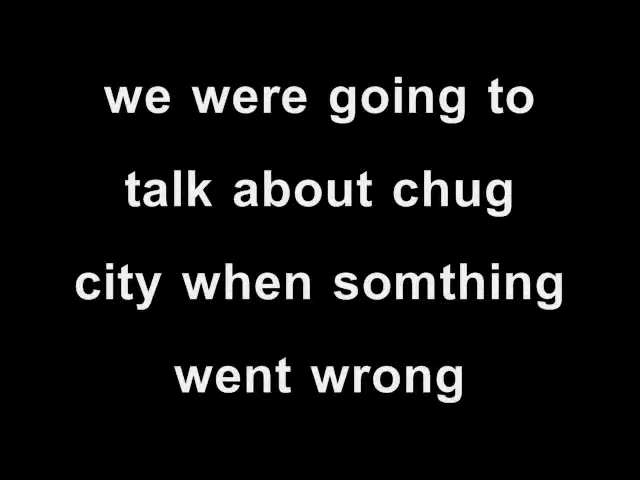 we were going to
talk about chug
city when somthing
went wrong